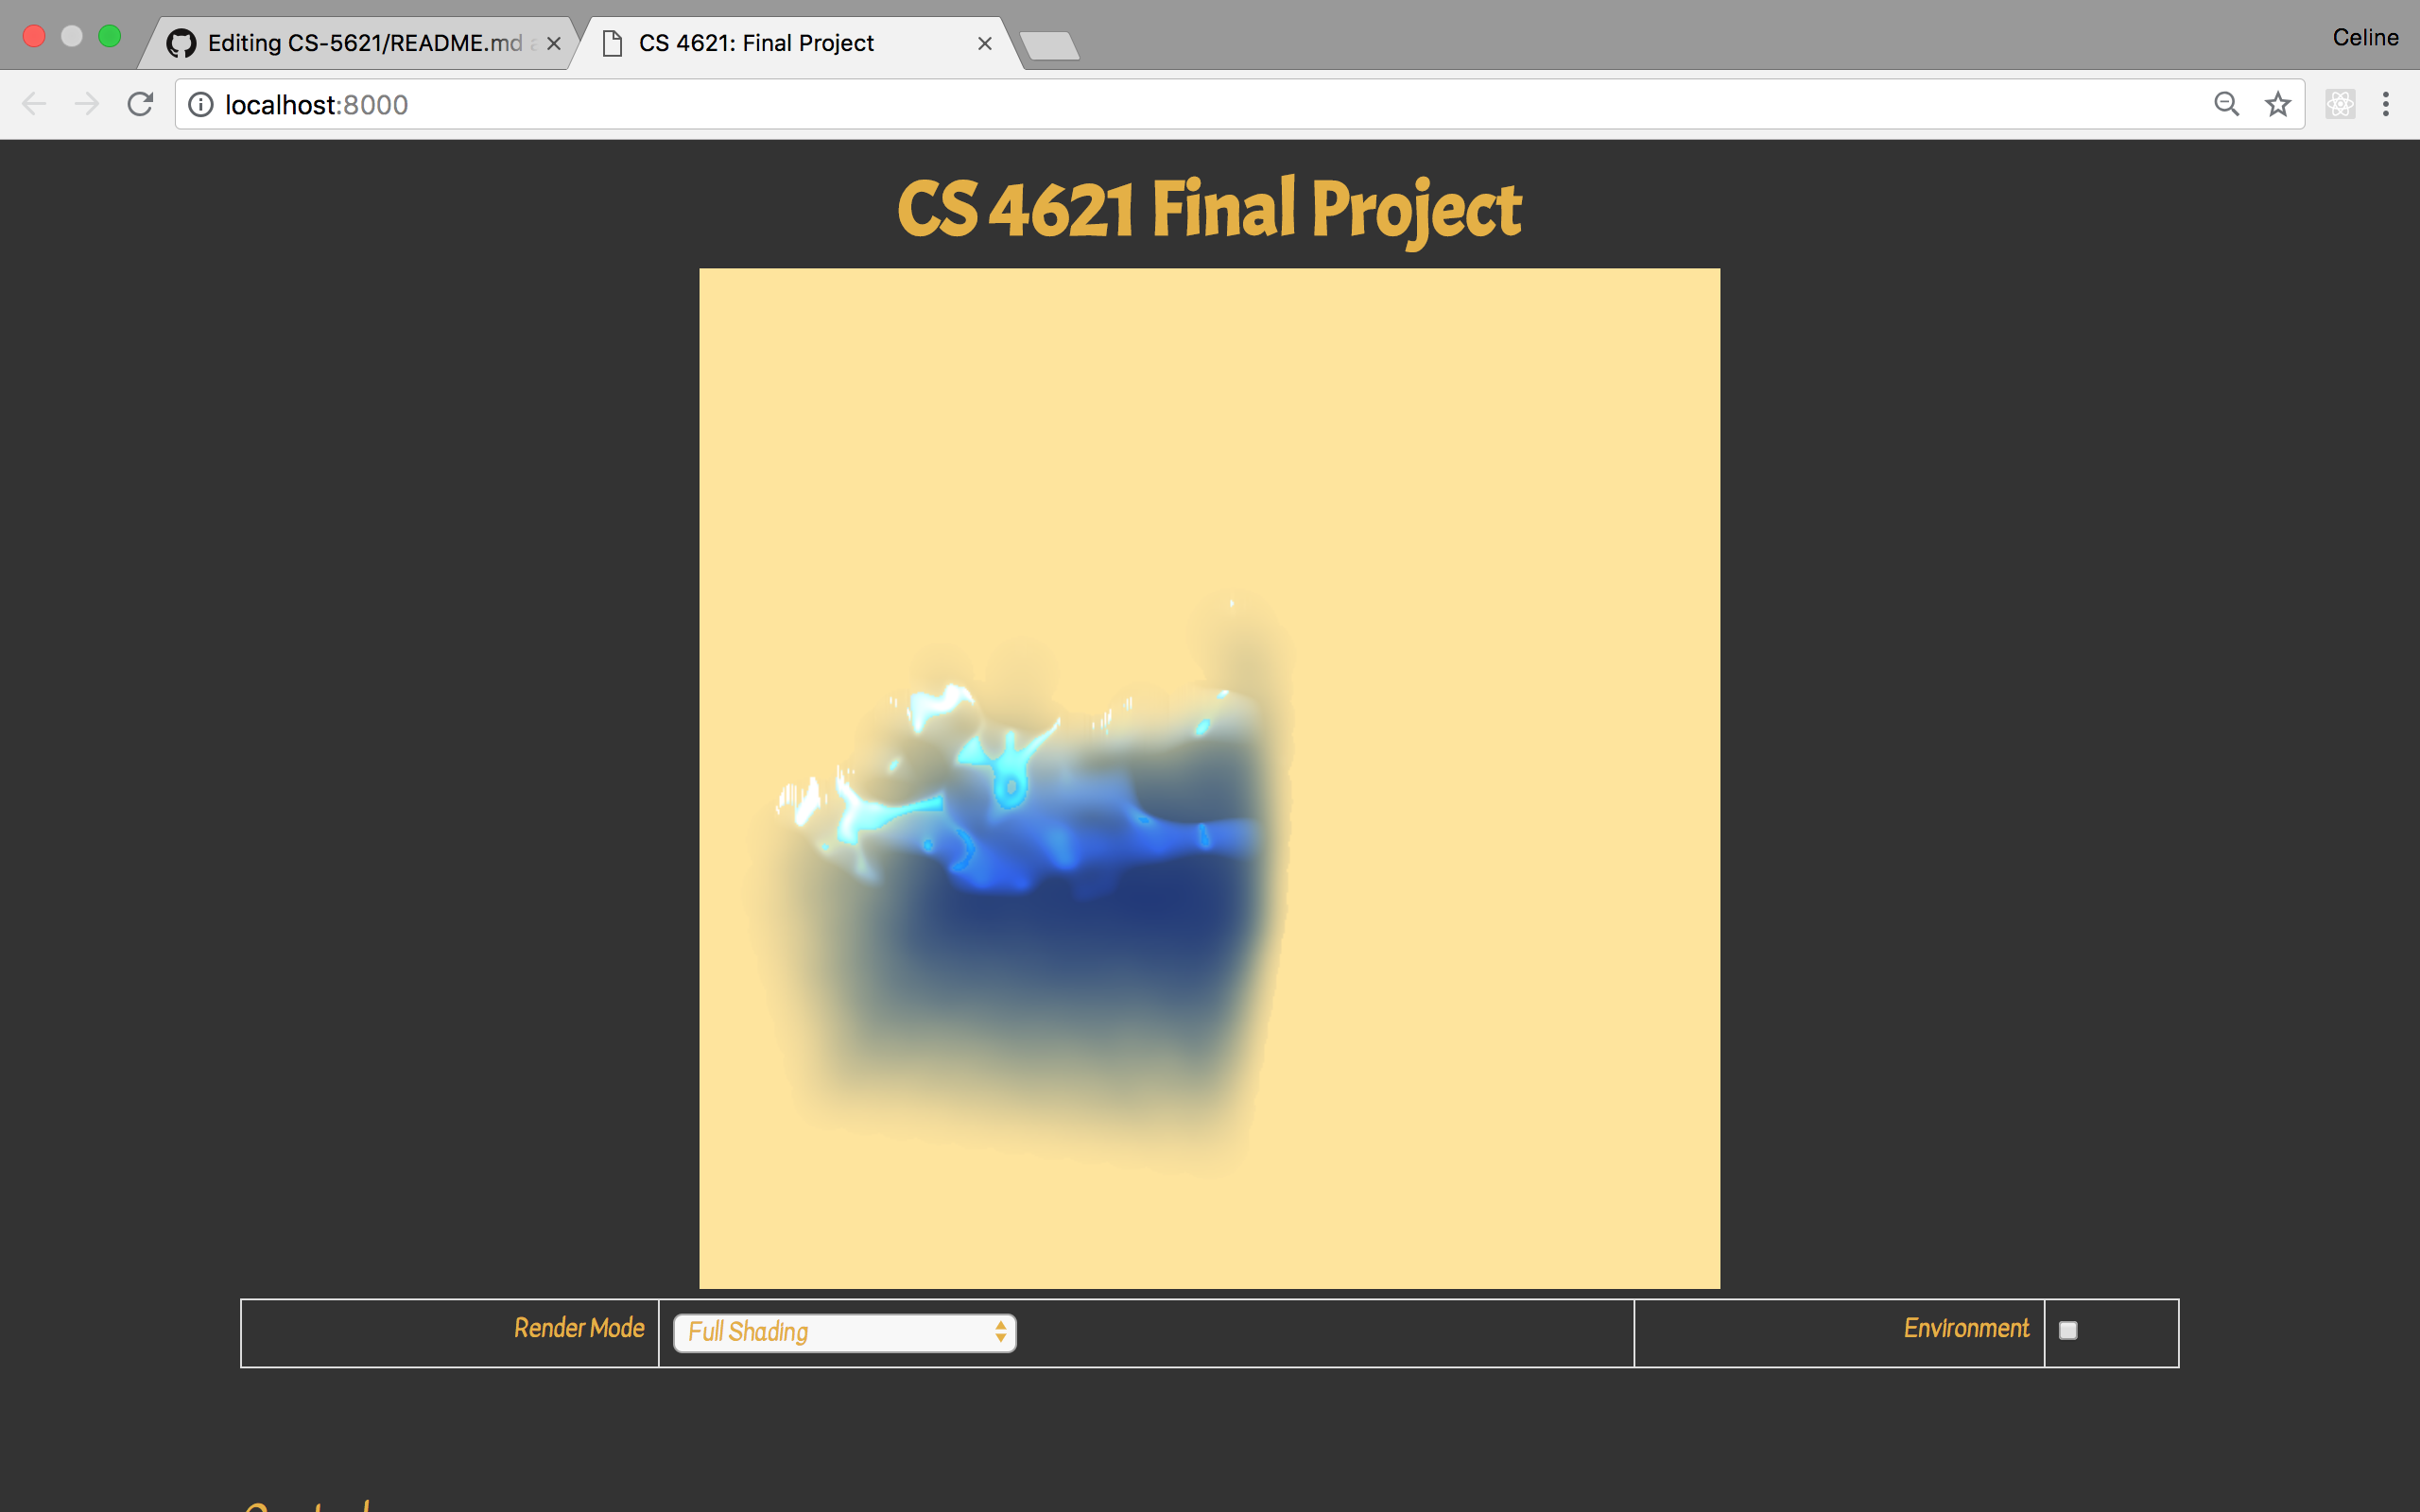 Editing CS-5621/README.md
CS 4621: Final Project
Celine
localhost:8000
CS 4621 Final Project
Render Mode
Full Shading
Environment